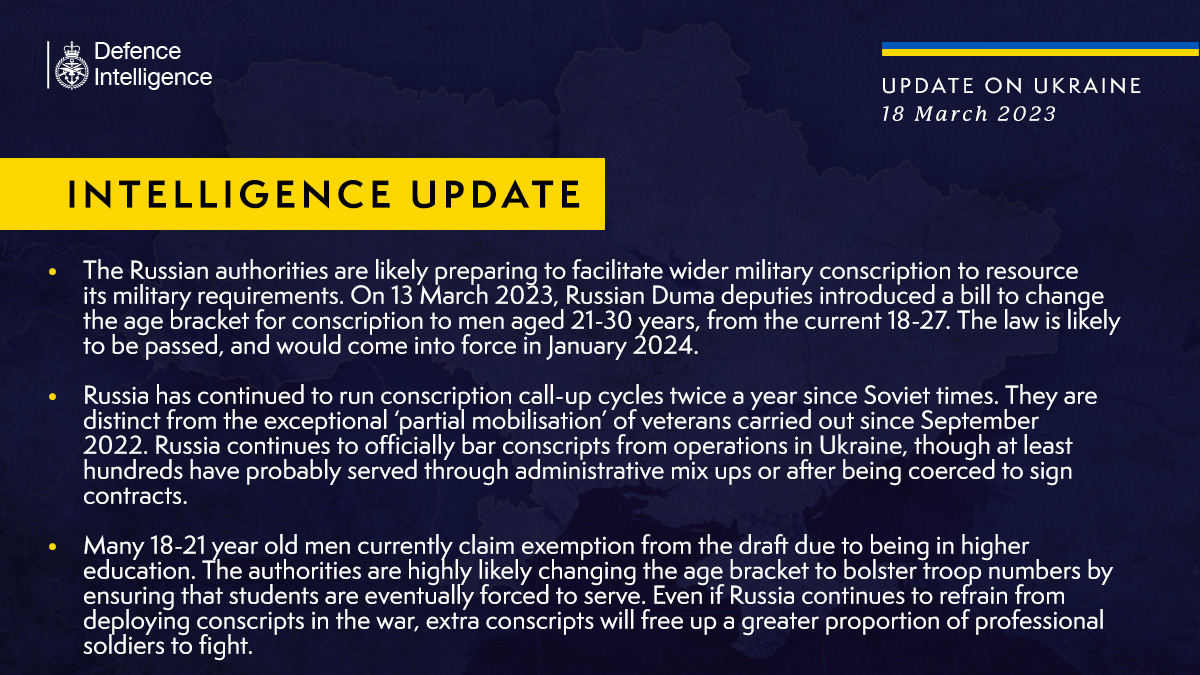 Defence
Intelligence
UPDATE ON UKRAINE
18 March 2023
INTELLIGENCE UPDATE
• The Russian authorities are likely preparing to facilitate wider military conscription to resource
its military requirements. On 13 March 2023, Russian Duma deputies introduced a bill to change
the age bracket for conscription to men aged 21-30 years, from the current 18-27. The law is likely
to be passed, and would come into force in January 2024.
• Russia has continued to run conscription call-up cycles twice a year since Soviet times. They are
distinct from the exceptional ‘partial mobilisation’ of veterans carried out since September
2022. Russia continues to officially bar conscripts from operations in Ukraine, though at least
hundreds have probably served through administrative mix ups or after being coerced to sign
contracts.
• Many 18-21 year old men currently claim exemption from the draft due to being in higher
education. The authorities are highly likely changing the age bracket to bolster troop numbers by
ensuring that students are eventually forced to serve. Even if Russia continues to refrain from
deploying conscripts in the war, extra conscripts will free up a greater proportion of professional
soldiers to fight.